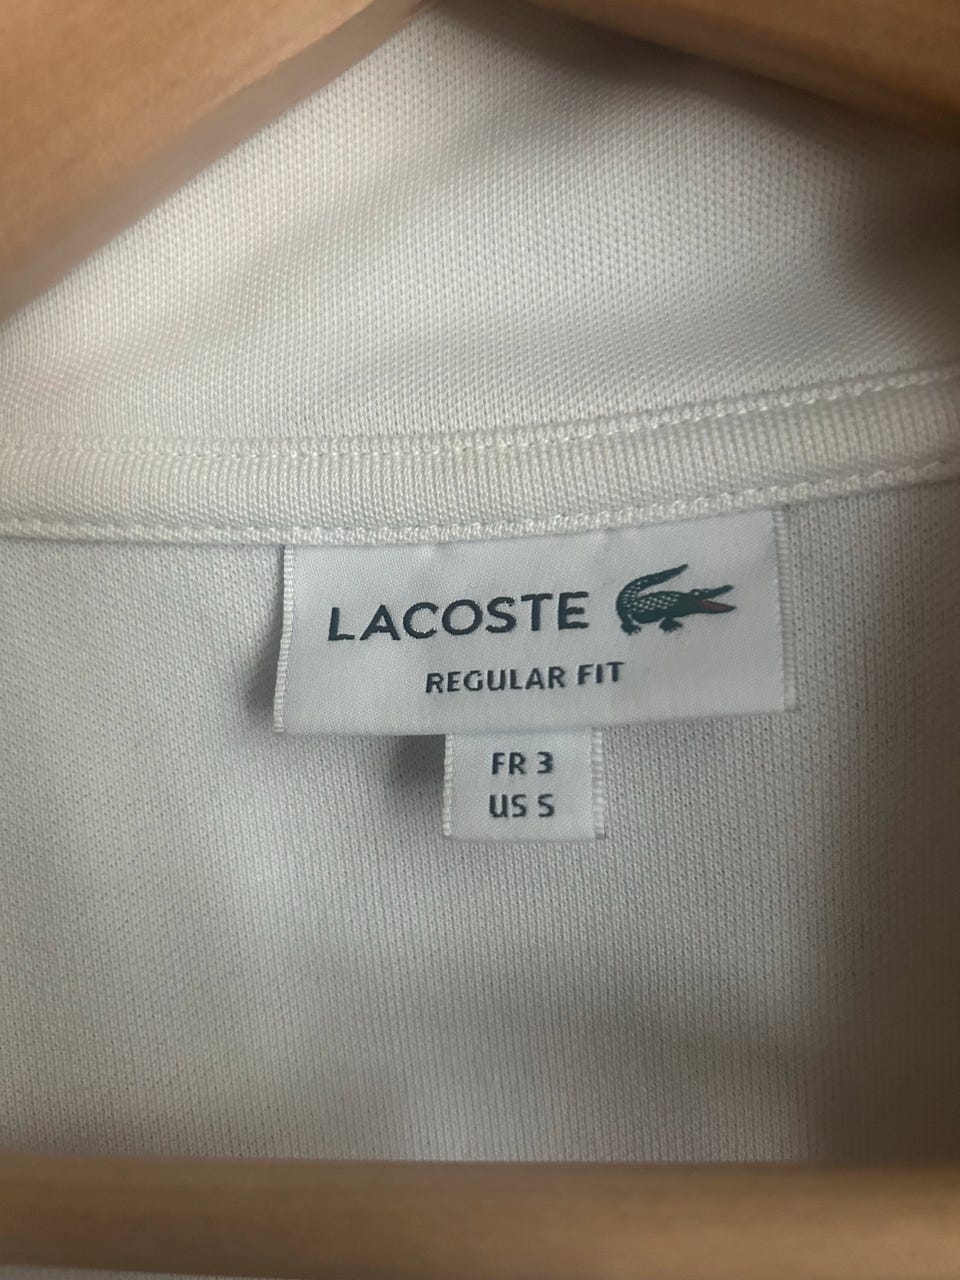 LACOSTE
REGULAR FIT
FR 3
US S